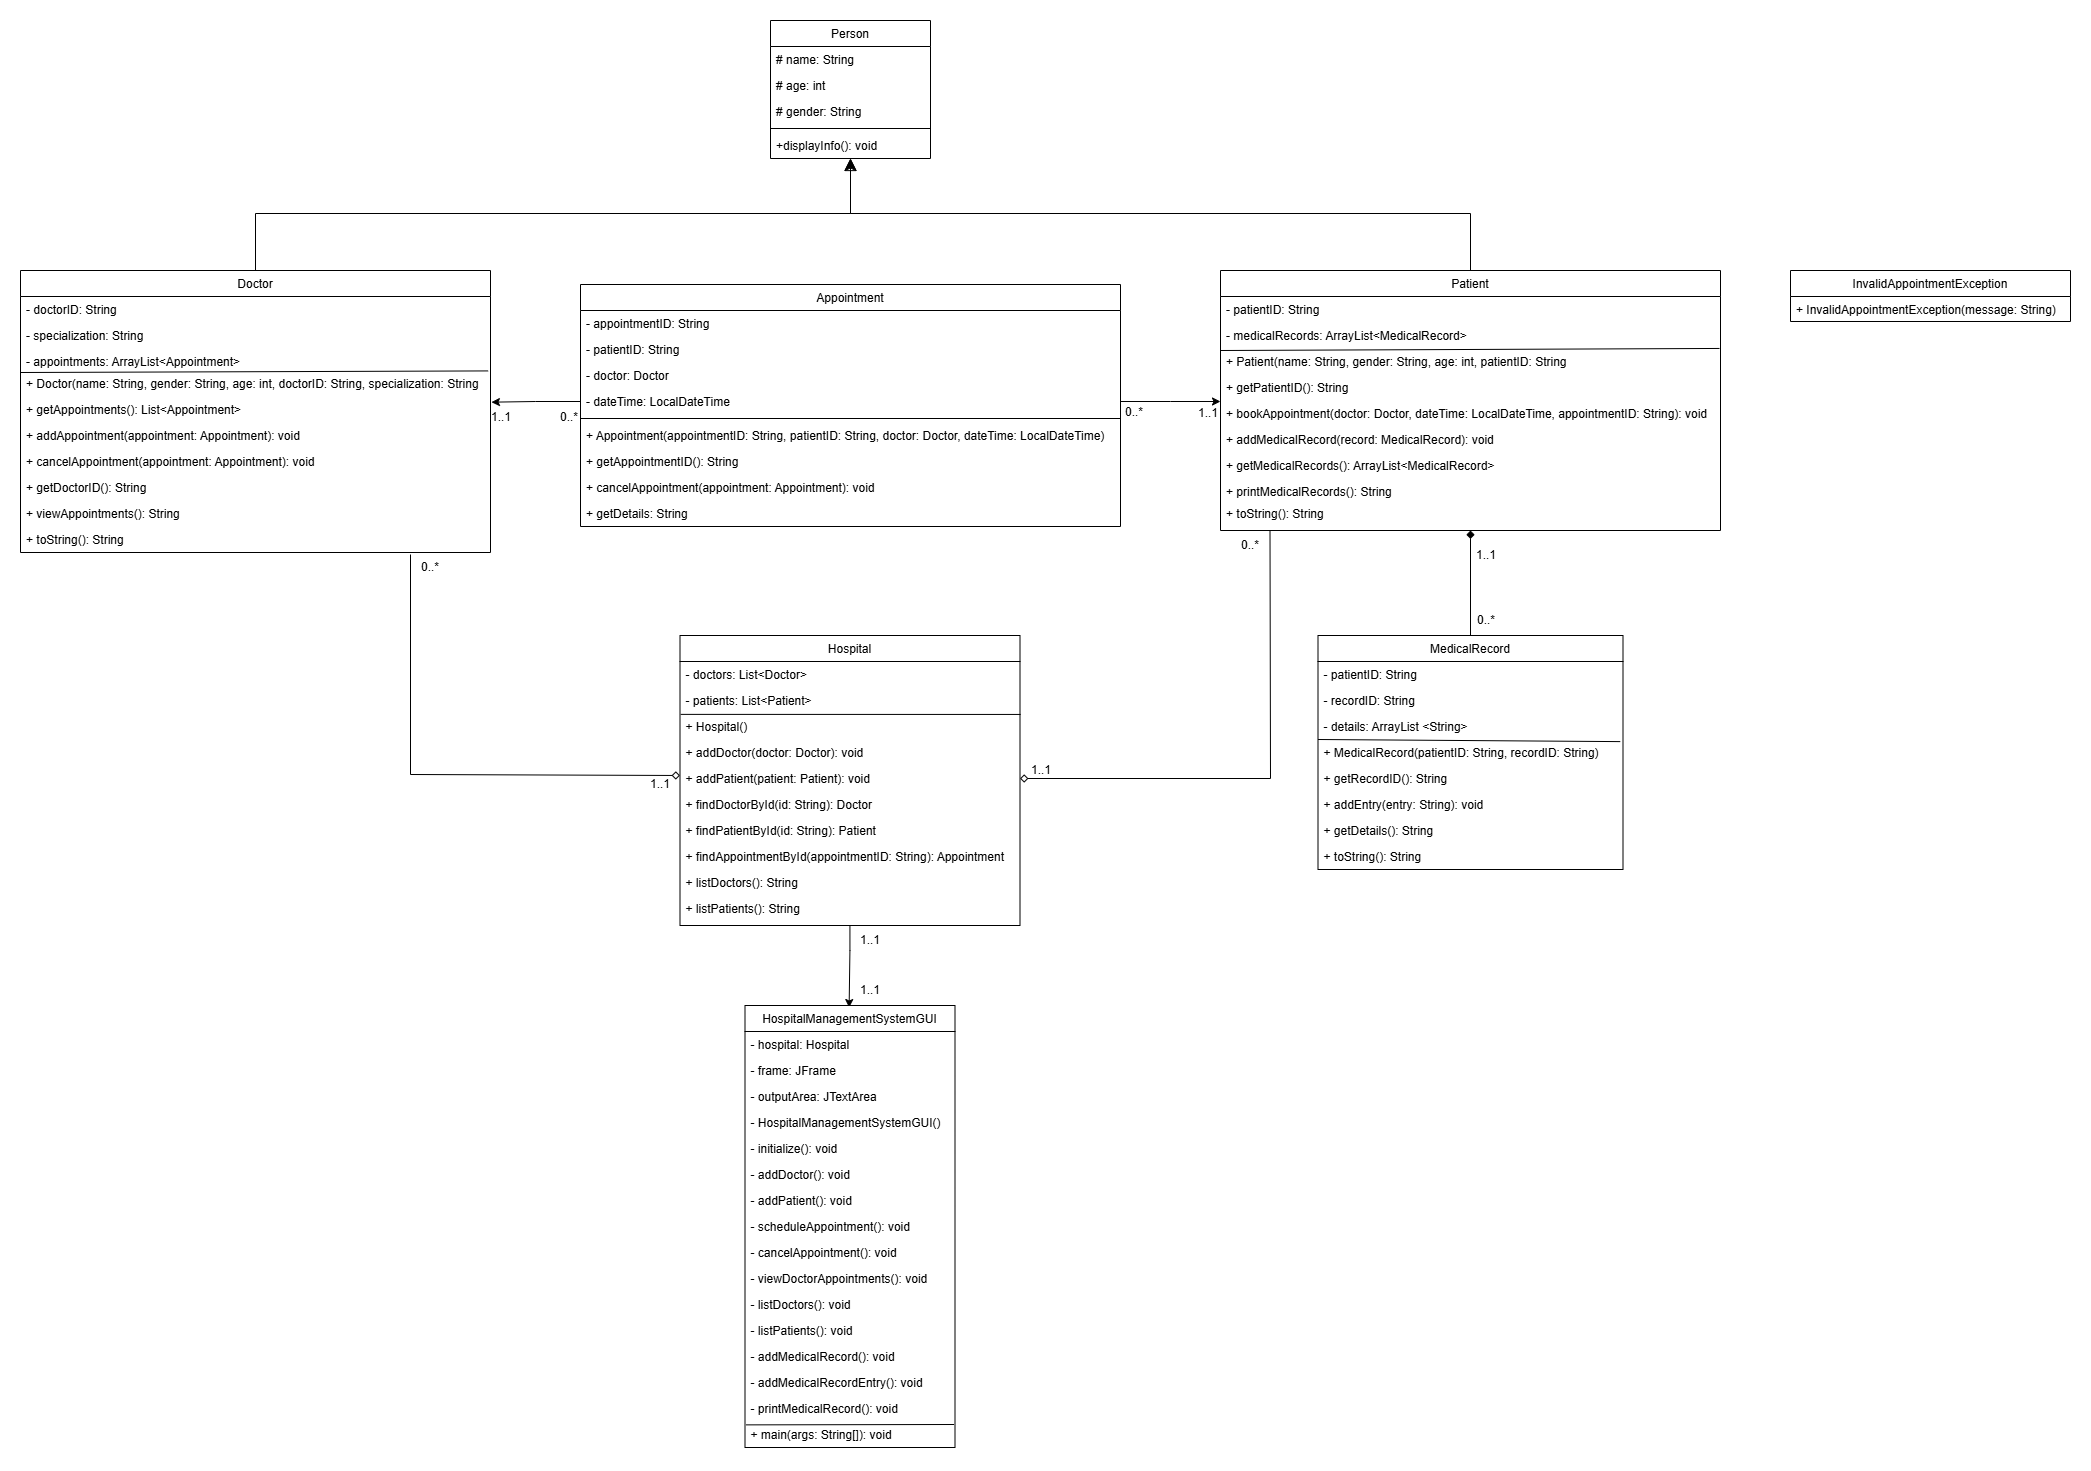 Person
# name: String
# age: int
# gender: String
+displayInfo(): void
Doctor
- doctorID: String
- specialization: String
- appointments: ArrayList<Appointment>
+ Doctor(name: String, gender: String, age: int, doctorID: String, specialization: String
+ getAppointments(): List<Appointment>
+ addAppointment(appointment: Appointment): void
+ cancelAppointment(appointment: Appointment): void
+ getDoctorID(): String
+ viewAppointments(): String
+ toString(): String
1..1
0..*
Appointment
- appointmentID: String
- patientID: String
- doctor: Doctor
- dateTime: LocalDateTime
+ Appointment(appointmentID: String, patientID: String, doctor: Doctor, dateTime: LocalDateTime)
+ getAppointmentID(): String
+ cancelAppointment(appointment: Appointment): void
+ getDetails: String
0..*
1..1
Patient
- patientID: String
- medicalRecords: ArrayList<MedicalRecord>
+ Patient(name: String, gender: String, age: int, patientID: String
+ getPatientID(): String
+ bookAppointment(doctor: Doctor, dateTime: LocalDateTime, appointmentID: String): void
+ addMedicalRecord(record: MedicalRecord): void
+ getMedicalRecords(): ArrayList<MedicalRecord>
+ printMedicalRecords(): String
+ toString(): String
InvalidAppointmentException
+ InvalidAppointmentException(message: String)
0..*
0..*
1..1
0..*
Hospital
- doctors: List<Doctor>
- patients: List<Patient>
+ Hospital()
+ addDoctor(doctor: Doctor): void
+ addPatient(patient: Patient): void
+ findDoctorById(id: String): Doctor
+ findPatientById(id: String): Patient
+ findAppointmentById(appointmentID: String): Appointment
+ listDoctors(): String
+ listPatients(): String
1..1
1..1
MedicalRecord
- patientID: String
- recordID: String
- details: ArrayList <String>
+ MedicalRecord(patientID: String, recordID: String)
+ getRecordID(): String
+ addEntry(entry: String): void
+ getDetails(): String
+ toString(): String
1..1
1..1
HospitalManagementSystemGUI
- hospital: Hospital
- frame: JFrame
- outputArea: JTextArea
- HospitalManagementSystemGUI()
- initialize(): void
- addDoctor(): void
- addPatient(): void
- scheduleAppointment(): void
- cancelAppointment(): void
- viewDoctorAppointments(): void
- listDoctors(): void
- listPatients(): void
- addMedicalRecord(): void
- addMedicalRecordEntry(): void
- printMedicalRecord(): void
+ main(args: String[]): void